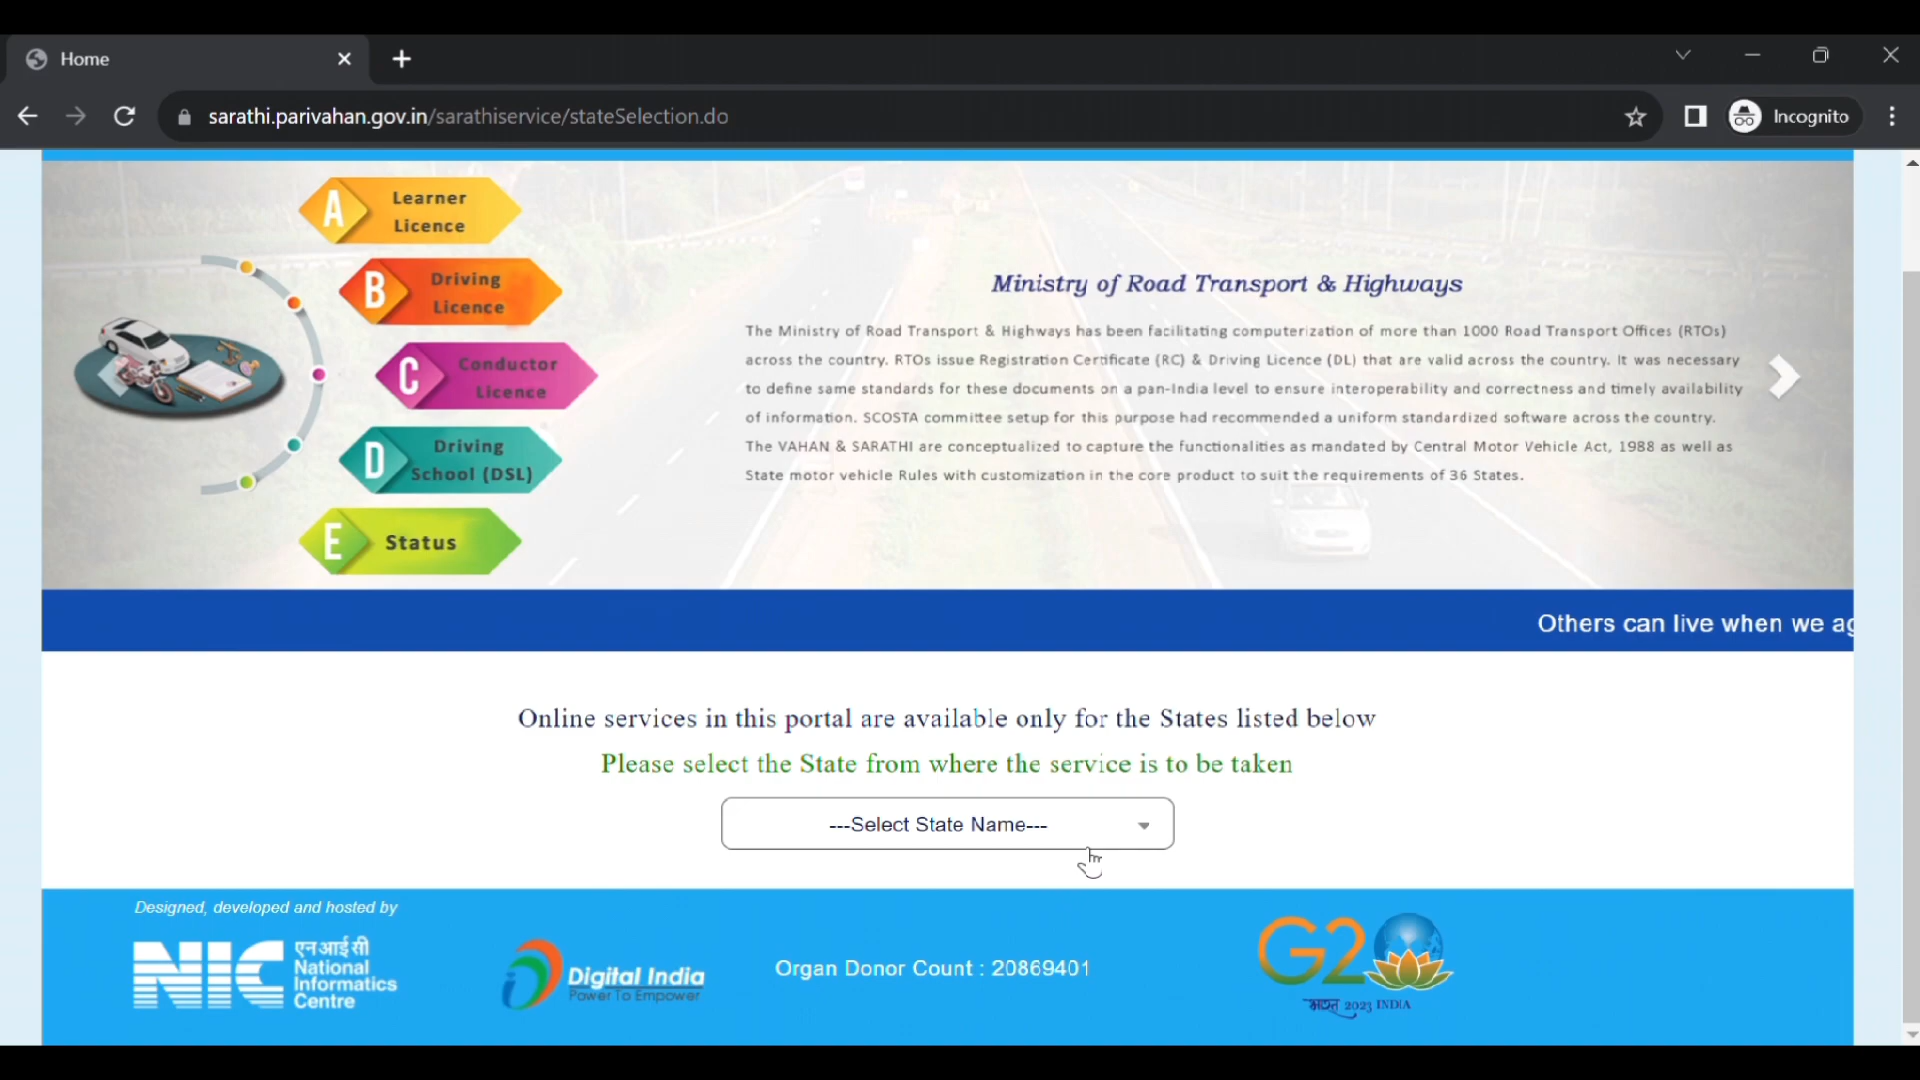 Home
sarathi.parivahan.gov.in/sarathiservice/stateSelection.do
Incognito
A
Learner
Licence
B
Driving
Licence
C
Conductor
Licence
D
Driving
School (DSL)
E
Status
Ministry of Road Transport & Highways
The Ministry of Road Transport & Highways has been facilitating computerization of more than 1000 Road Transport Offices (RTOs)
across the country. RTOs issue Registration Certificate (RC) & Driving Licence (DL) that are valid across the country. It was necessary
to define same standards for these documents on a pan-India level to ensure interoperability and correctness and timely availability
of information. SCOSTA committee setup for this purpose had recommended a uniform standardized software across the country.
The VAHAN & SARATHI are conceptualized to capture the functionalities as mandated by Central Motor Vehicle Act, 1988 as well as
State motor vehicle Rules with customization in the core product to suit the requirements of 36 States.
Others can live when we ag
Online services in this portal are available only for the States listed below
Please select the State from where the service is to be taken
---Select State Name---
Designed, developed and hosted by
NIC
एन आई सी
National
Informatics
Centre
Digital India
Power To Empower
Organ Donor Count : 20869401
G2
भारत 2023 INDIA